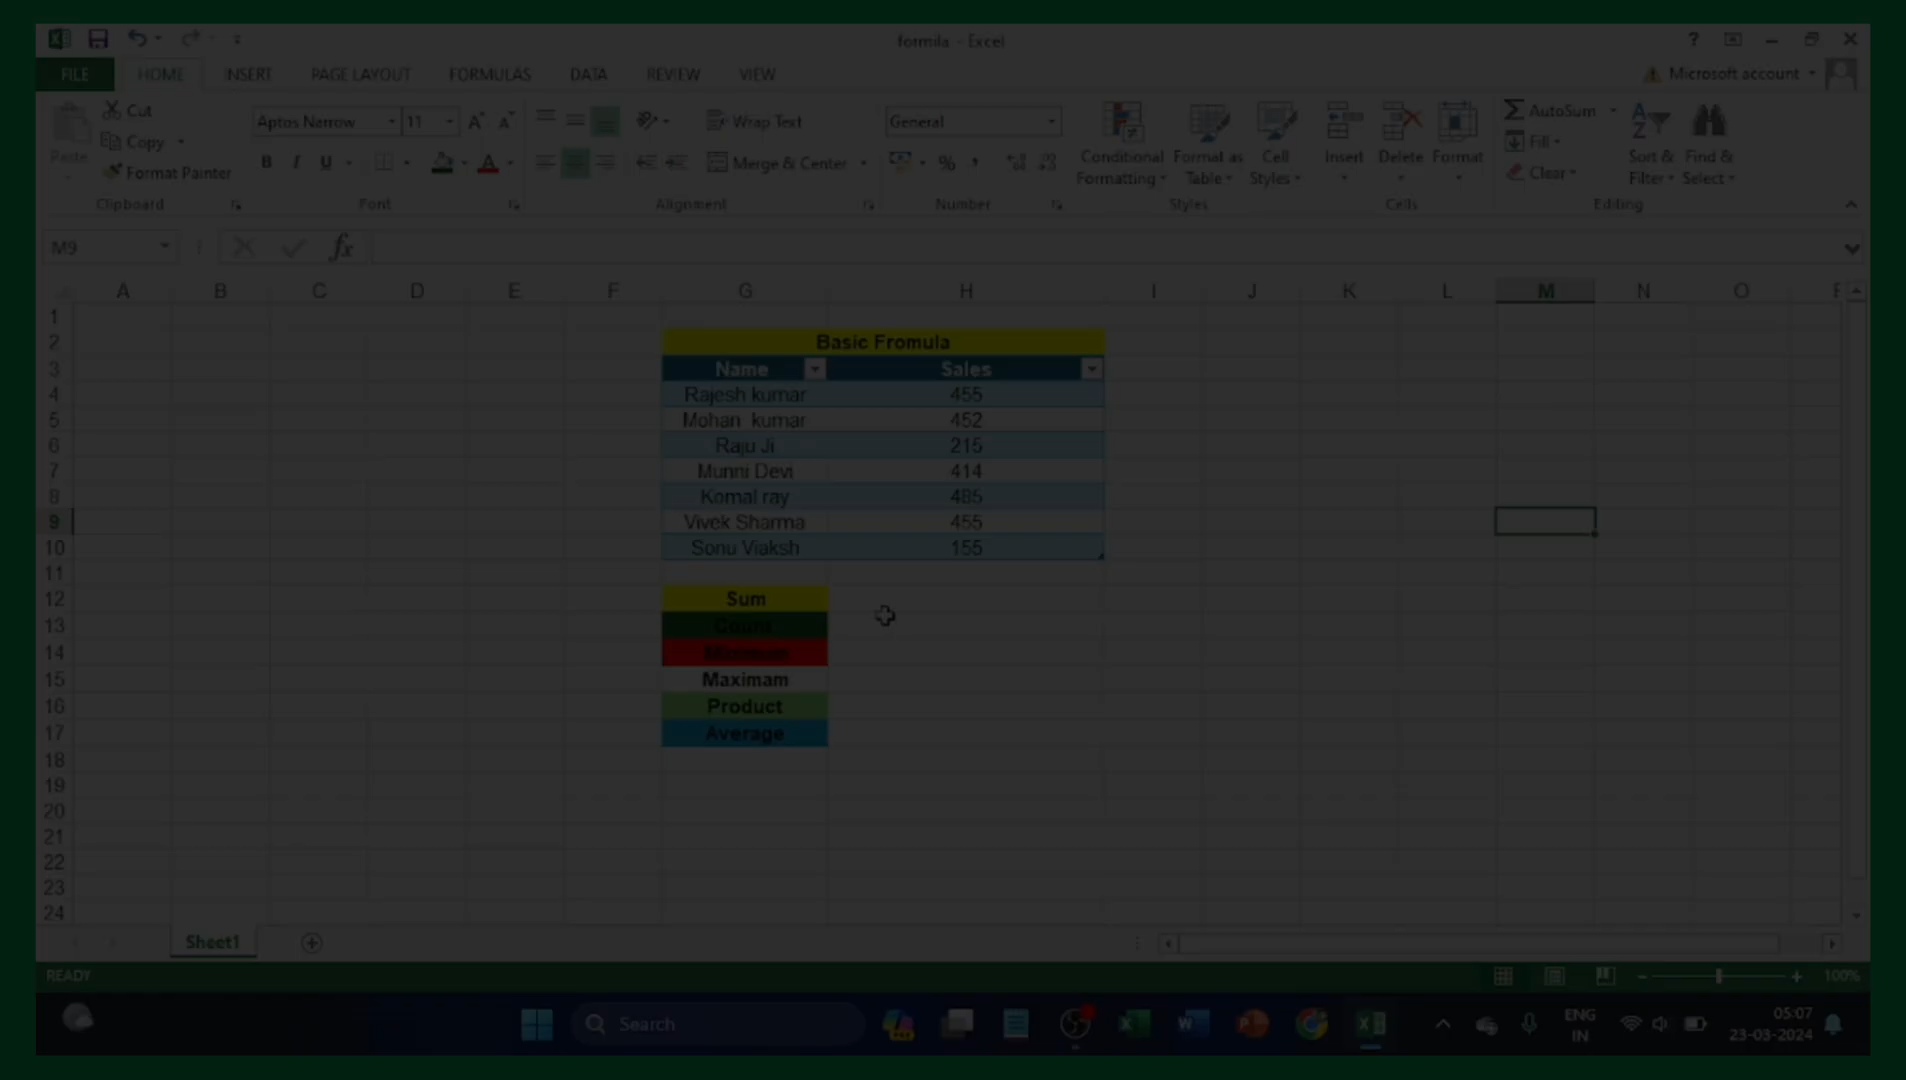 formila - Excel
FILE HOME INSERT PAGE LAYOUT FORMULAS DATA REVIEW VIEW Microsoft account
Cut
Copy
Paste
Format Painter
Clipboard
Aptos Narrow 11
B I U
Font
Wrap Text
Merge & Center
Alignment
General
%
Number
Conditional Formatting
Format as Table
Cell Styles
Styles
Insert Delete Format
Cells
AutoSum
Fill
Clear
Sort & Filter
Find & Select
Editing
M9 fx
A B C D E F G H I J K L M N O
1
2 Basic Fromula
3 Name Sales
4 Rajesh kumar 455
5 Mohan kumar 452
6 Raju Ji 215
7 Munni Devi 414
8 Komal ray 485
9 Vivek Sharma 455
10 Sonu Viaksh 155
11
12 Sum
13 Count
14
15 Maximam
16 Product
17 Average
18
19
20
21
22
23
24
Sheet1
READY 100%
Search
ENG
IN
05:07
23-03-2024